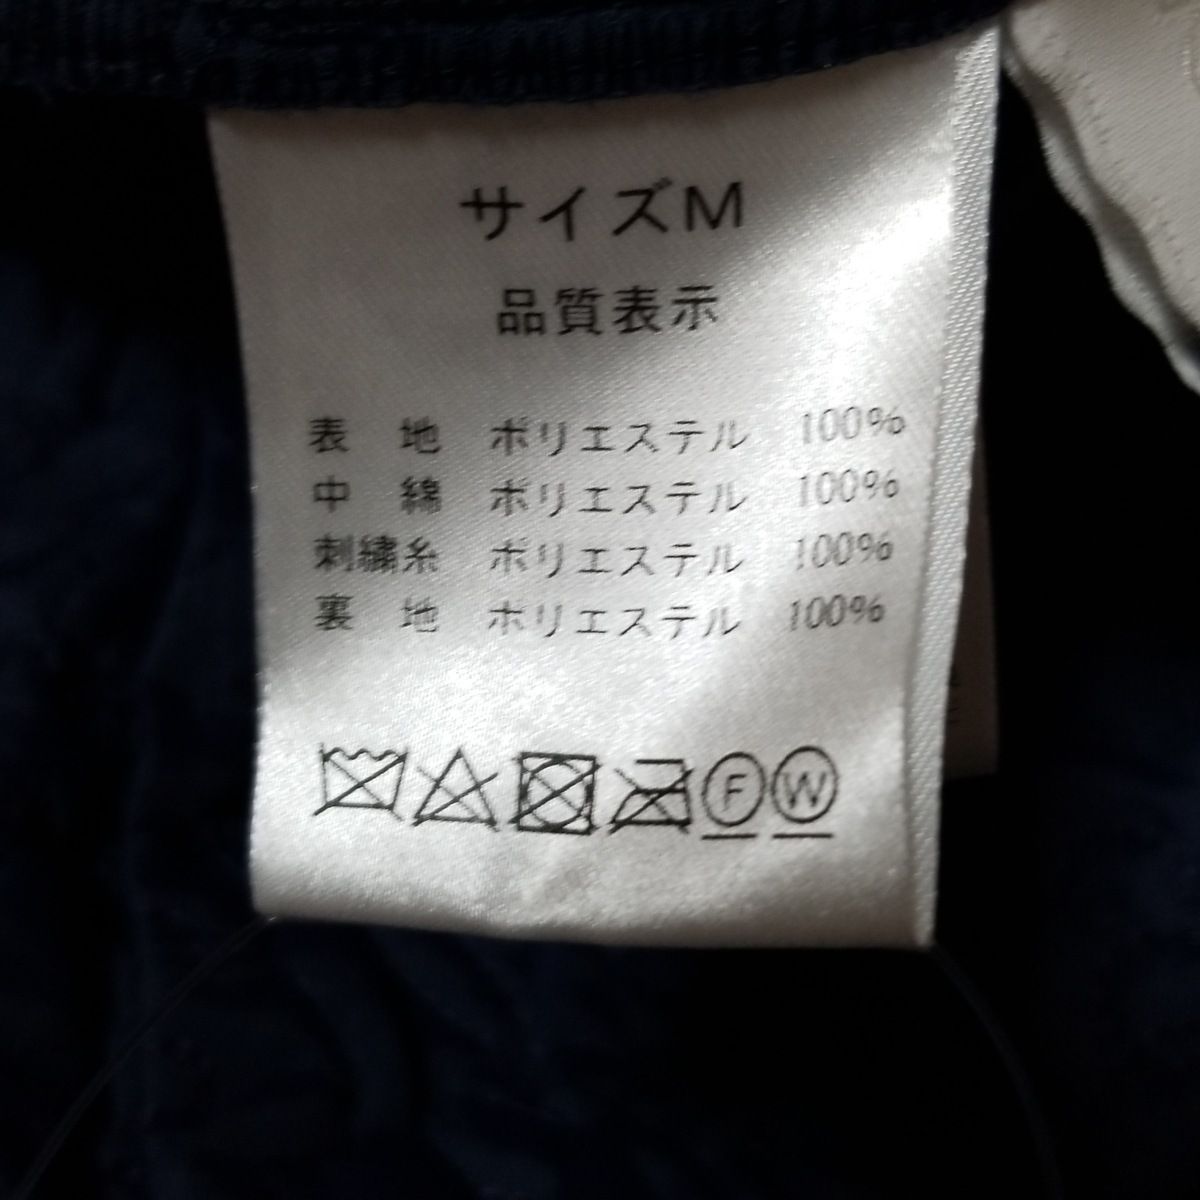 サイズM
品質表示
表 地 ポリエステル 100%
中 綿 ポリエステル 100%
刺繍糸 ポリエステル 100%
裏 地 ポリエステル 100%
F W